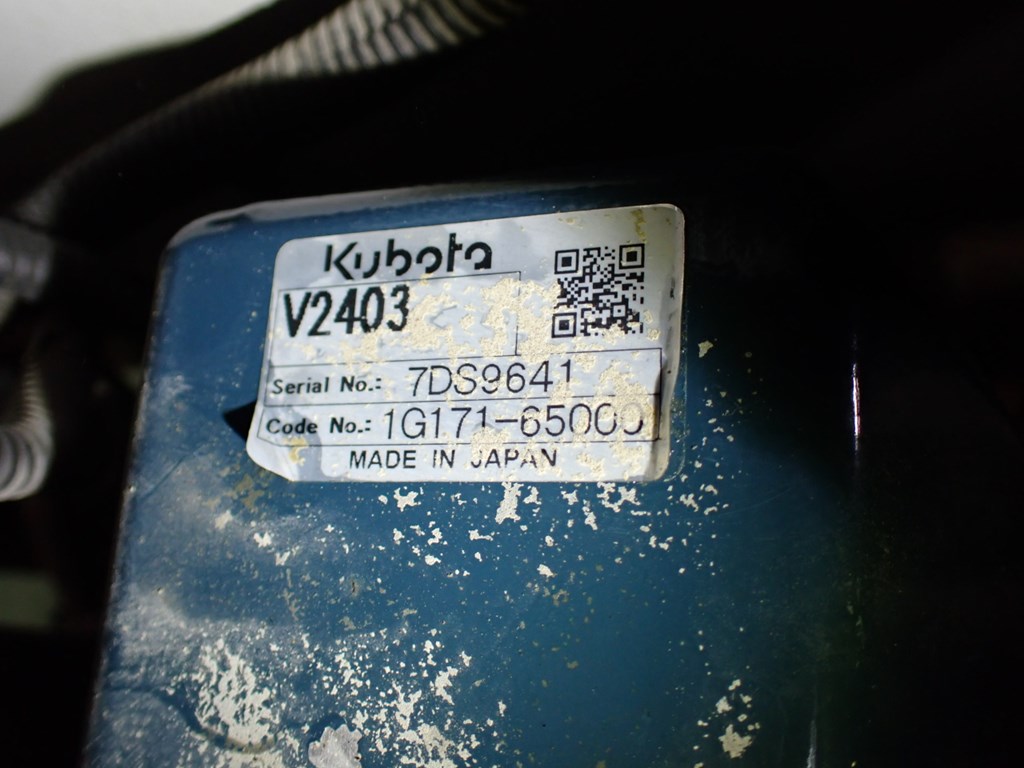 Kubota
V2403
Serial No.: 7DS9641
Code No.: 1G171-65000
MADE IN JAPAN